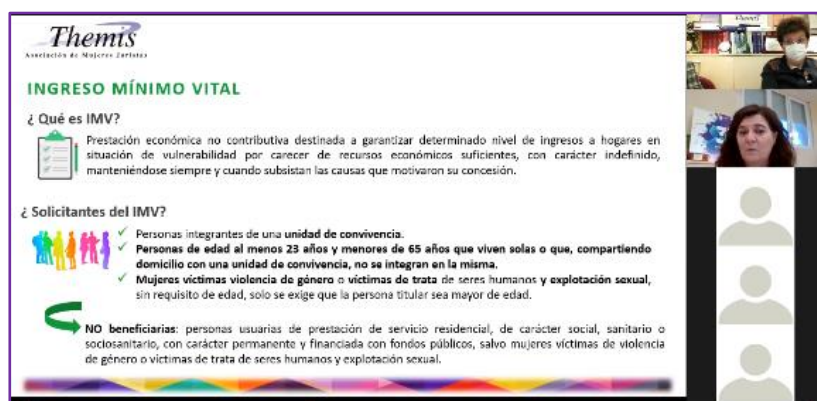 Themis
Asociación de Mujeres Juristas
INGRESO MÍNIMO VITAL
¿ Qué es IMV?
Prestación económica no contributiva destinada a garantizar determinado nivel de ingresos a hogares en
situación de vulnerabilidad por carecer de recursos económicos suficientes, con carácter indefinido,
manteniéndose siempre y cuando subsistan las causas que motivaron su concesión.
¿ Solicitantes del IMV?
✓ Personas integrantes de una unidad de convivencia.
✓ Personas de edad al menos 23 años y menores de 65 años que viven solas o que, compartiendo
domicilio con una unidad de convivencia, no se integran en la misma.
✓ Mujeres víctimas violencia de género o víctimas de trata de seres humanos y explotación sexual,
sin requisito de edad, solo se exige que la persona titular sea mayor de edad.
NO beneficiarias: personas usuarias de prestación de servicio residencial, de carácter social, sanitario o
sociosanitario, con carácter permanente y financiada con fondos públicos, salvo mujeres víctimas de violencia
de género o víctimas de trata de seres humanos y explotación sexual.